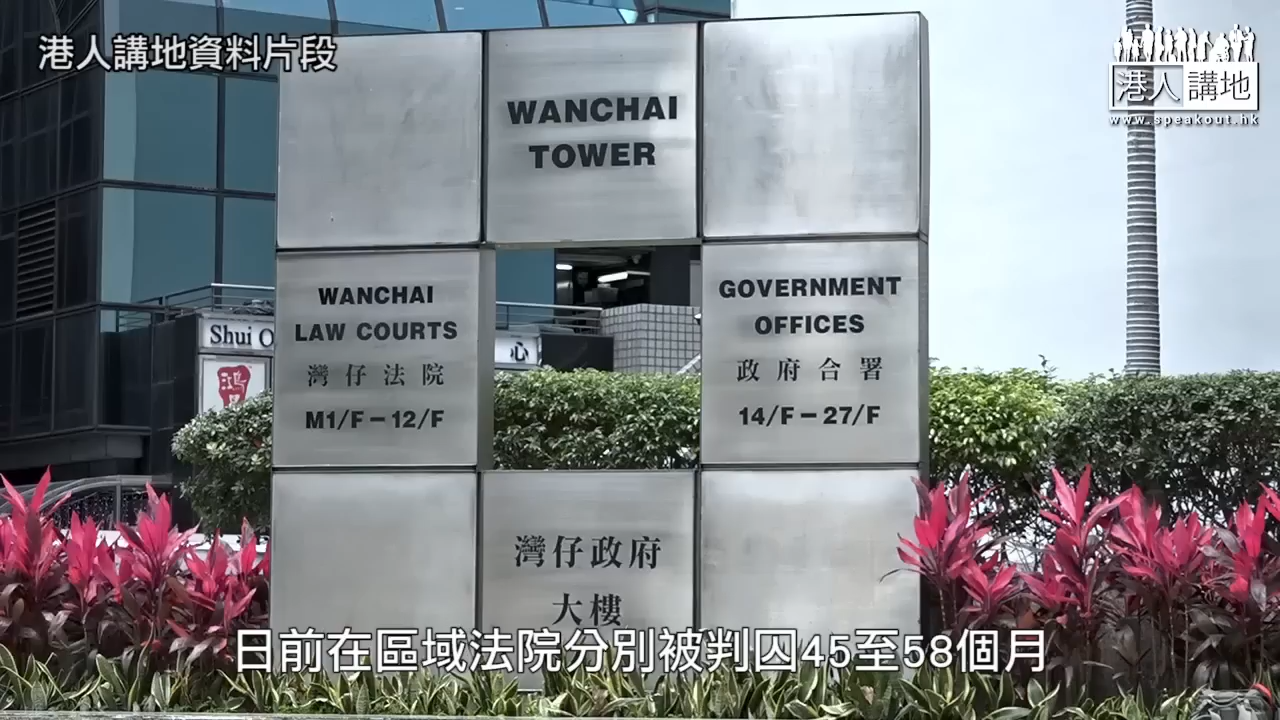 港人講地資料片段
港人講地
www.speakout.hk
WANCHAI
TOWER
WANCHAI
LAW COURTS
灣仔法院
M1/F－12/F
GOVERNMENT
OFFICES
政府合署
14/F－27/F
Shui O
心
鴻
灣仔政府
大樓
日前在區域法院分別被判囚45至58個月